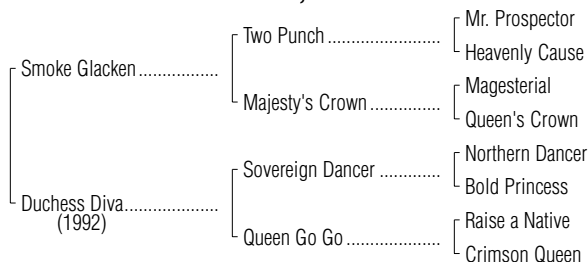 Mr. Prospector
Two Punch
Heavenly Cause
Smoke Glacken
Magesterial
Majesty's Crown
Queen's Crown
Northern Dancer
Sovereign Dancer
Bold Princess
Duchess Diva
(1992)
Raise a Native
Queen Go Go
Crimson Queen